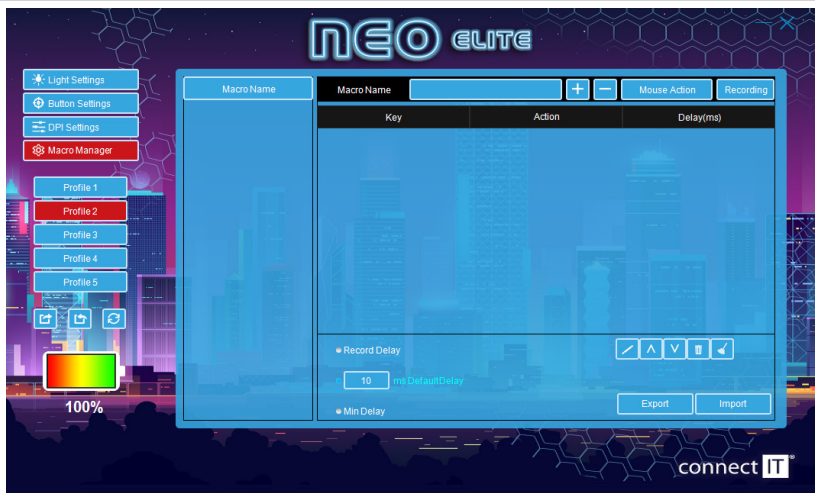 NEO ELITE
Light Settings
Button Settings
DPI Settings
Macro Manager
Profile 1
Profile 2
Profile 3
Profile 4
Profile 5
100%
Macro Name
Macro Name + − Mouse Action Recording
Key Action Delay(ms)
Record Delay
10 ms DefaultDelay
Min Delay
Export Import
connect IT®